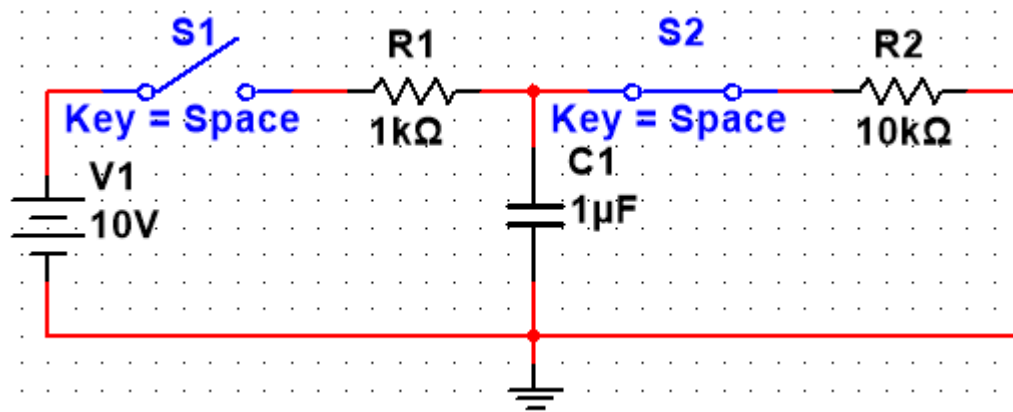 S1
R1
S2
R2
Key = Space
1kΩ
Key = Space
10kΩ
V1
10V
C1
1µF